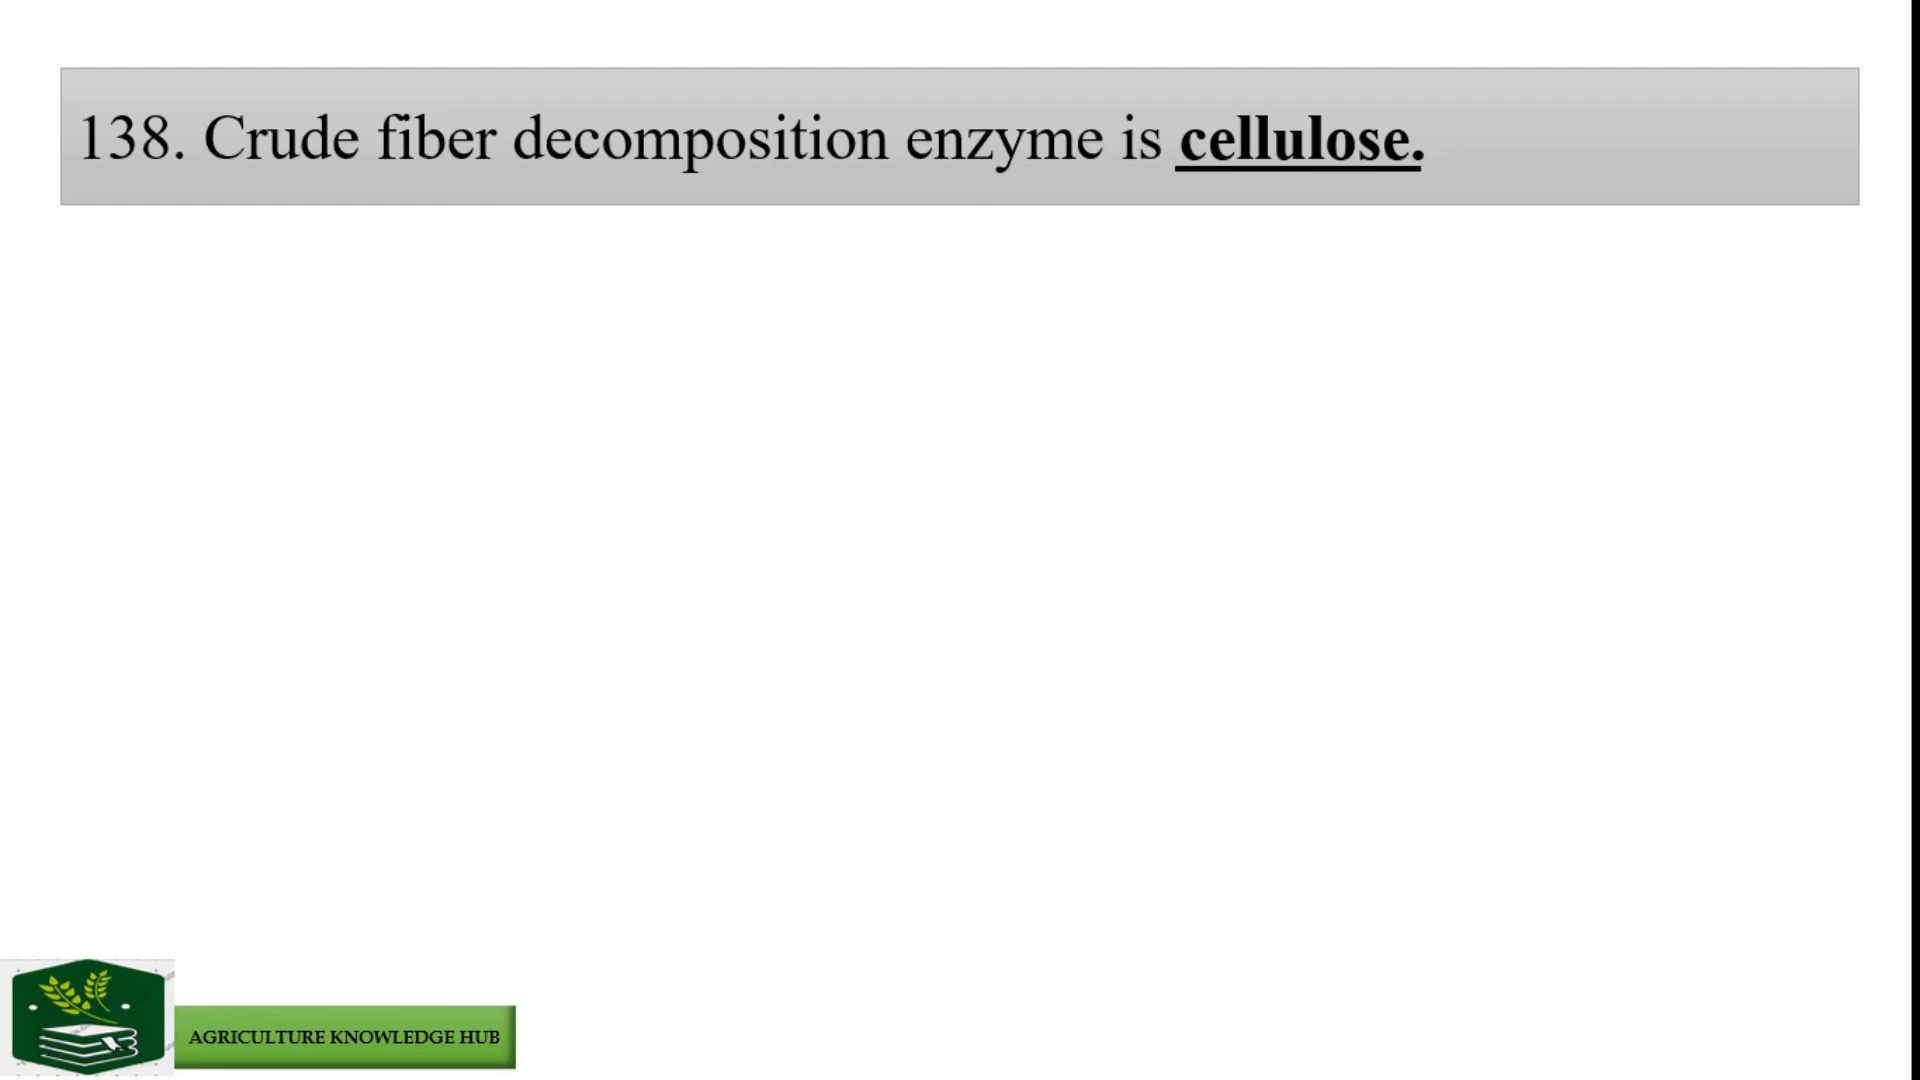 138. Crude fiber decomposition enzyme is cellulose.
AGRICULTURE KNOWLEDGE HUB